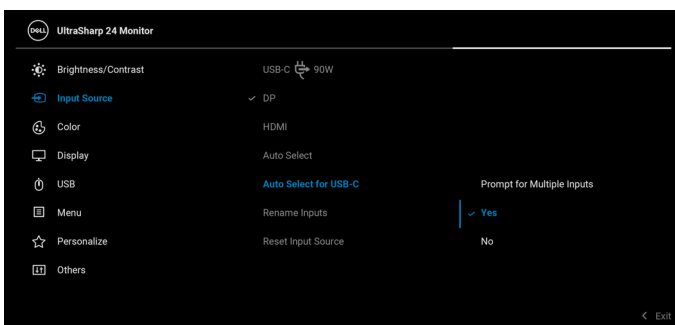 DELL UltraSharp 24 Monitor
Brightness/Contrast USB-C 90W
Input Source DP
Color HDMI
Display Auto Select
USB Auto Select for USB-C Prompt for Multiple Inputs
Menu Rename Inputs Yes
Personalize Reset Input Source No
Others
Exit